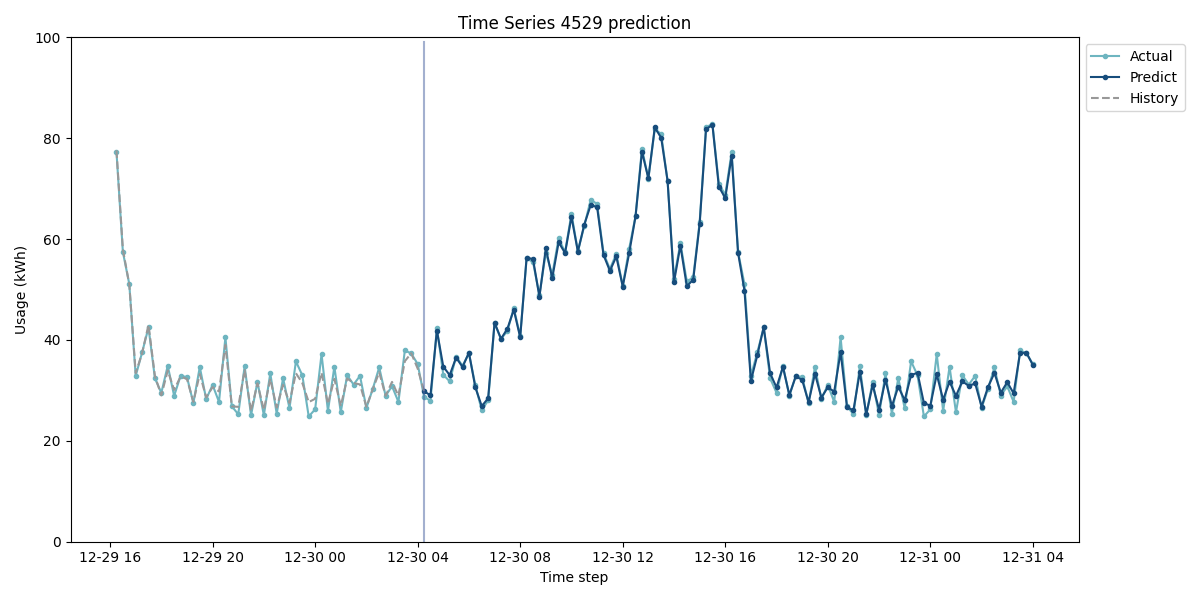 Time Series 4529 prediction
100
80
60
40
20
0
Usage (kWh)
12-29 16
12-29 20
12-30 00
12-30 04
12-30 08
12-30 12
12-30 16
12-30 20
12-31 00
12-31 04
Time step
Actual
Predict
History